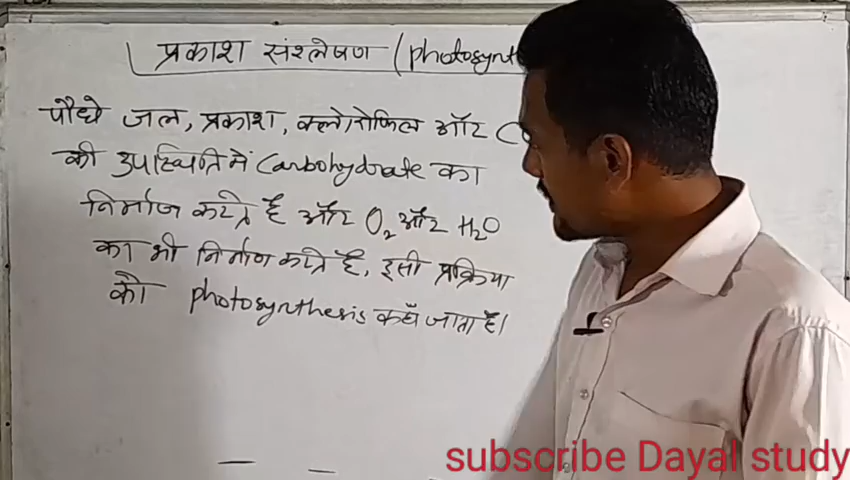 प्रकाश संश्लेषण (photosynt
पौधे जल, प्रकाश, क्लोरोफिल और C
की उपस्थिति में Carbohydrate का
निर्माण करते है और O₂ और H₂O
का भी निर्माण करते है, इसी प्रक्रिया
को photosynthesis कहाँ जाता है।
subscribe Dayal study